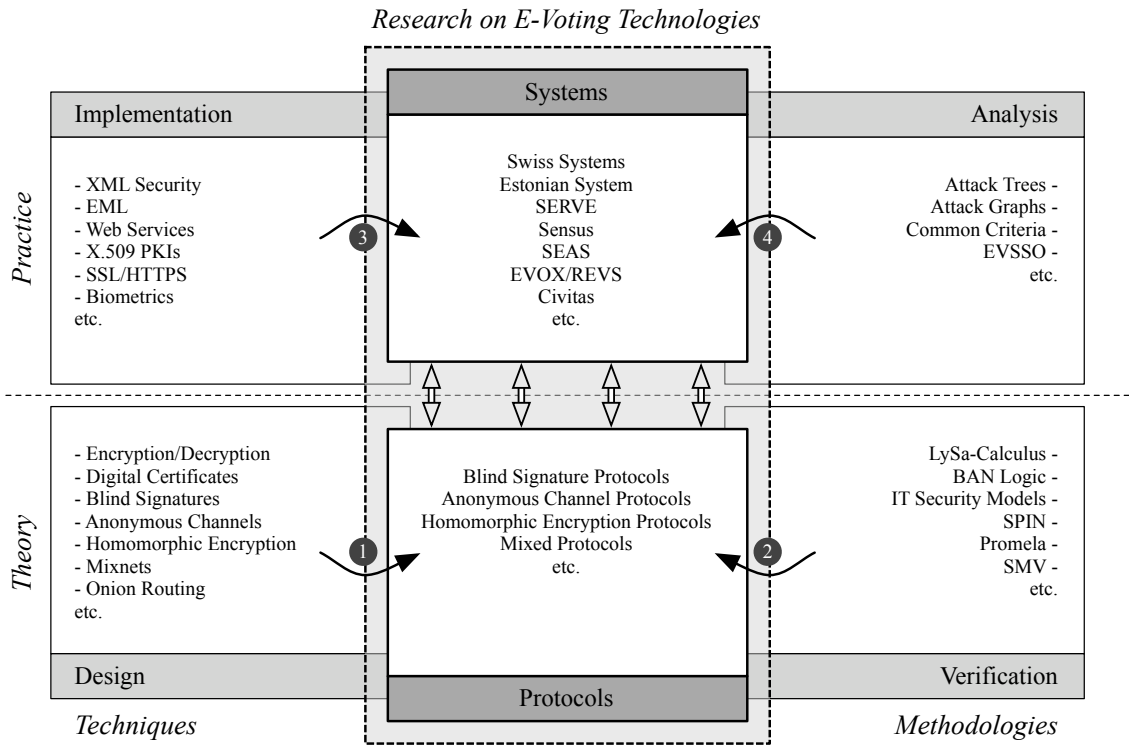 Research on E-Voting Technologies
Systems
Implementation
Analysis
Practice
- XML Security
- EML
- Web Services
- X.509 PKIs
- SSL/HTTPS
- Biometrics
etc.
3
Swiss Systems
Estonian System
SERVE
Sensus
SEAS
EVOX/REVS
Civitas
etc.
4
Attack Trees -
Attack Graphs -
Common Criteria -
EVSSO -
etc.
Theory
- Encryption/Decryption
- Digital Certificates
- Blind Signatures
- Anonymous Channels
- Homomorphic Encryption
- Mixnets
- Onion Routing
etc.
1
Blind Signature Protocols
Anonymous Channel Protocols
Homomorphic Encryption Protocols
Mixed Protocols
etc.
2
LySa-Calculus -
BAN Logic -
IT Security Models -
SPIN -
Promela -
SMV -
etc.
Design
Verification
Protocols
Techniques
Methodologies